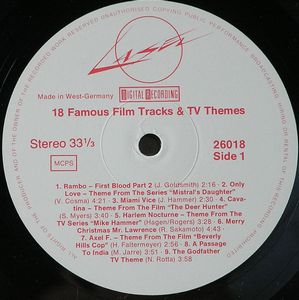 LASER
DIGITAL RECORDING
Made in West-Germany
18 Famous Film Tracks & TV Themes
Stereo 33 1/3
26018
Side 1
MCPS
1. Rambo – First Blood Part 2 (J. Goldsmith) 2:16 · 2. Only
Love – Theme From The Series "Mistral's Daughter"
(V. Cosma) 4:21 · 3. Miami Vice (J. Hammer) 2:30 · 4. Cava-
tina – Theme From The Film "The Deer Hunter"
(S. Myers) 3:40 · 5. Harlem Nocturne – Theme From The
TV Series "Mike Hammer" (Hagen/Rogers) 3:16 · 6. Merry
Christmas Mr. Lawrence (R. Sakamoto) 4:43
7. Axel F. – Theme From The Film "Beverly
Hills Cop" (H. Faltermeyer) 2:56 · 8. A Passage
To India (M. Jarre) 3:51 · 9. The Godfather
TV Theme (N. Rotta) 3:58